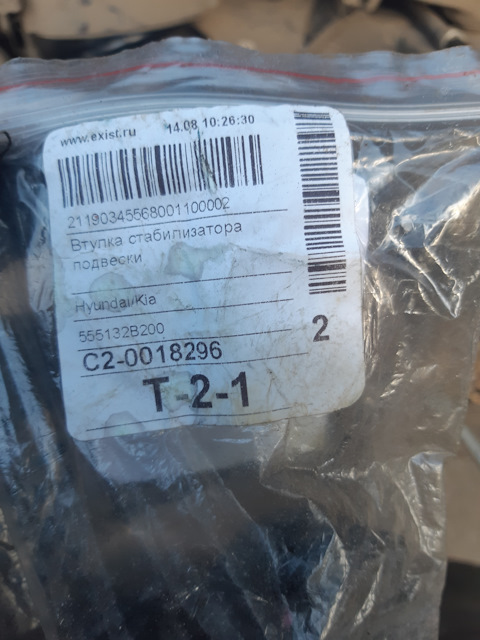 www.exist.ru 14.08 10:26:30
21190345568001100002
Втулка стабилизатора
подвески
Hyundai/Kia
555132B200
2
C2-0018296
T-2-1